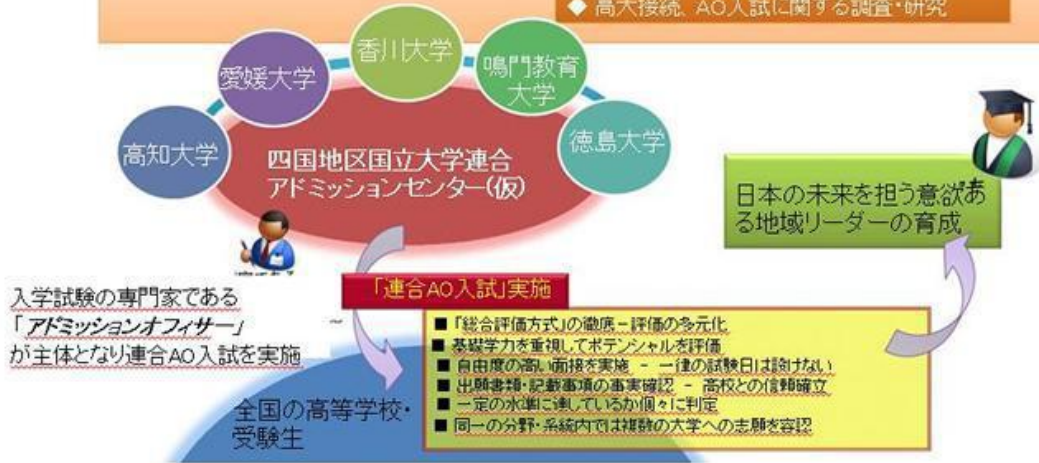 ◆ 高大接続、AO入試に関する調査・研究
香川大学
愛媛大学
鳴門教育
大学
高知大学
徳島大学
四国地区国立大学連合
アドミッションセンター(仮)
日本の未来を担う意欲あ
る地域リーダーの育成
「連合AO入試」実施
入学試験の専門家である
「アドミッションオフィサー」
が主体となり連合AO入試を実施
■「総合評価方式」の徹底－評価の多元化
■ 基礎学力を重視してポテンシャルを評価
■ 自由度の高い面接を実施 － 一律の試験日は設けない
■ 出願書類・記載事項の事実確認 － 高校との信頼確立
■ 一定の水準に達しているか個々に判定
■ 同一の分野・系統内では複数の大学への志願を容認
全国の高等学校・
受験生